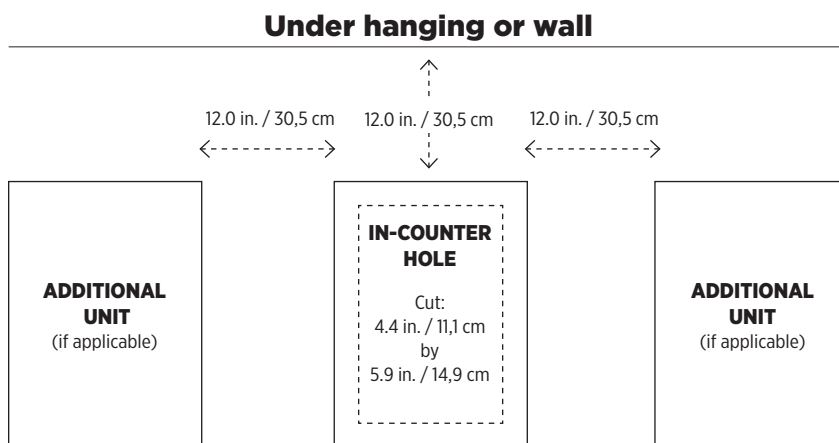 Under hanging or wall
12.0 in. / 30,5 cm
12.0 in. / 30,5 cm
12.0 in. / 30,5 cm
ADDITIONAL
UNIT
(if applicable)
IN-COUNTER
HOLE
Cut:
4.4 in. / 11,1 cm
by
5.9 in. / 14,9 cm
ADDITIONAL
UNIT
(if applicable)